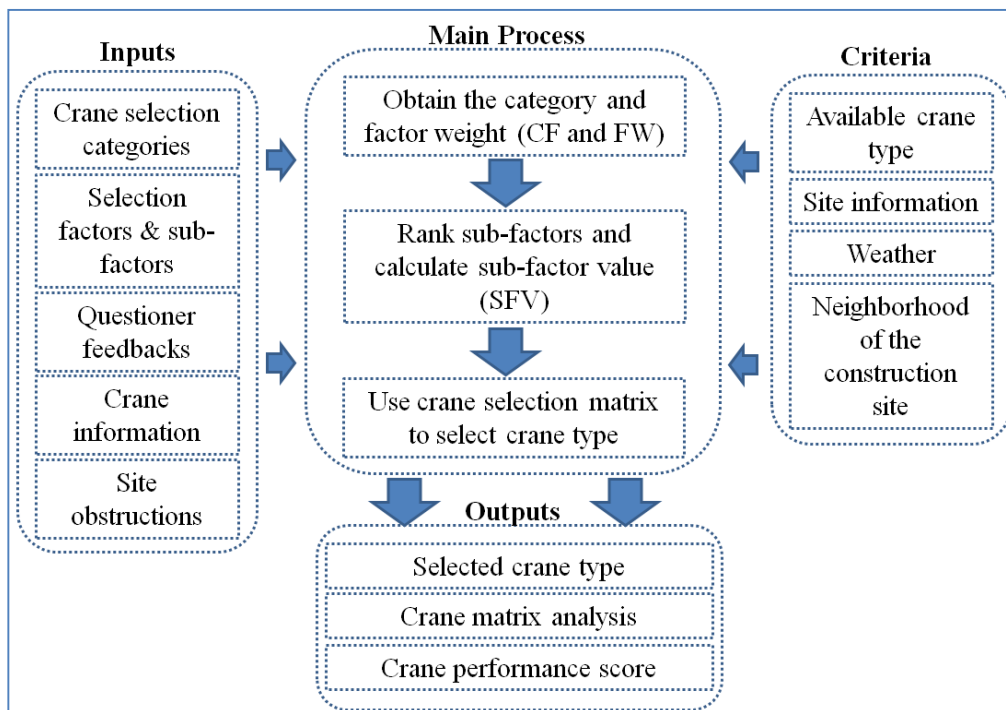 Inputs
Crane selection
categories
Selection
factors & sub-
factors
Questioner
feedbacks
Crane
information
Site
obstructions
Main Process
Obtain the category and
factor weight (CF and FW)
Rank sub-factors and
calculate sub-factor value
(SFV)
Use crane selection matrix
to select crane type
Criteria
Available crane
type
Site information
Weather
Neighborhood
of the
construction
site
Outputs
Selected crane type
Crane matrix analysis
Crane performance score